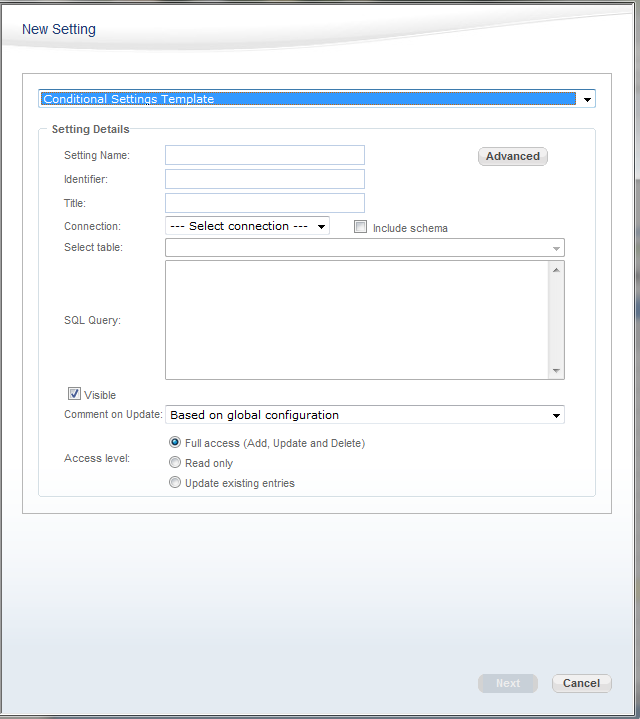 New Setting
Conditional Settings Template
Setting Details
Setting Name:
Advanced
Identifier:
Title:
Connection: --- Select connection --- Include schema
Select table:
SQL Query:
Visible
Comment on Update: Based on global configuration
Access level:
Full access (Add, Update and Delete)
Read only
Update existing entries
Next Cancel